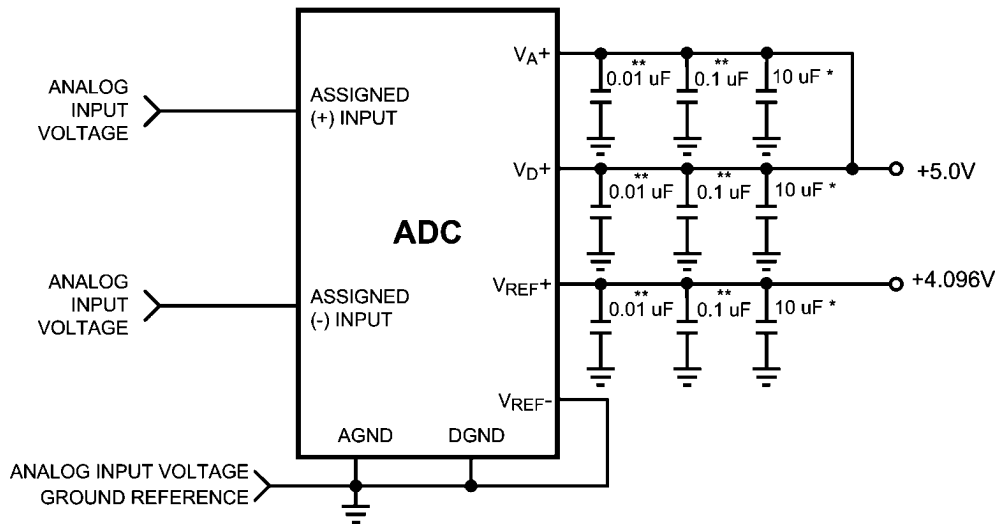 ANALOG
INPUT
VOLTAGE
ASSIGNED
(+) INPUT
ANALOG
INPUT
VOLTAGE
ASSIGNED
(-) INPUT
ADC
VA+
**
0.01 uF
**
0.1 uF
10 uF *
VD+
**
0.01 uF
**
0.1 uF
10 uF *
+5.0V
VREF+
**
0.01 uF
**
0.1 uF
10 uF *
+4.096V
VREF-
AGND
DGND
ANALOG INPUT VOLTAGE
GROUND REFERENCE